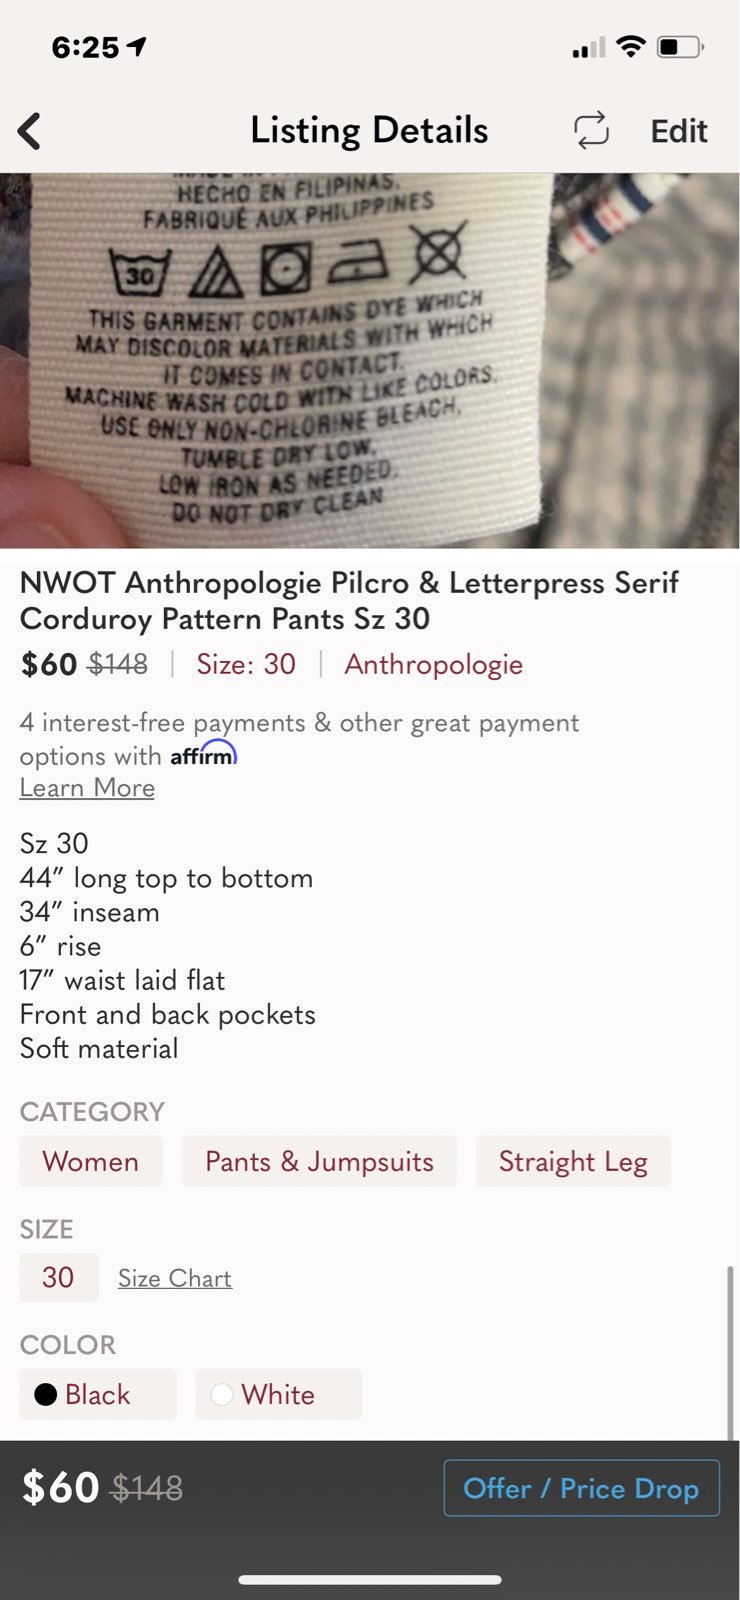 6:25
Listing Details
Edit
HECHO EN FILIPINAS.
FABRIQUÉ AUX PHILIPPINES
30
THIS GARMENT CONTAINS DYE WHICH
MAY DISCOLOR MATERIALS WITH WHICH
IT COMES IN CONTACT.
MACHINE WASH COLD WITH LIKE COLORS.
USE ONLY NON-CHLORINE BLEACH,
TUMBLE DRY LOW,
LOW IRON AS NEEDED.
DO NOT DRY CLEAN
NWOT Anthropologie Pilcro & Letterpress Serif
Corduroy Pattern Pants Sz 30
$60 $148 | Size: 30 | Anthropologie
4 interest-free payments & other great payment
options with affirm
Learn More
Sz 30
44” long top to bottom
34” inseam
6” rise
17” waist laid flat
Front and back pockets
Soft material
CATEGORY
Women Pants & Jumpsuits Straight Leg
SIZE
30 Size Chart
COLOR
Black White
$60 $148 Offer / Price Drop